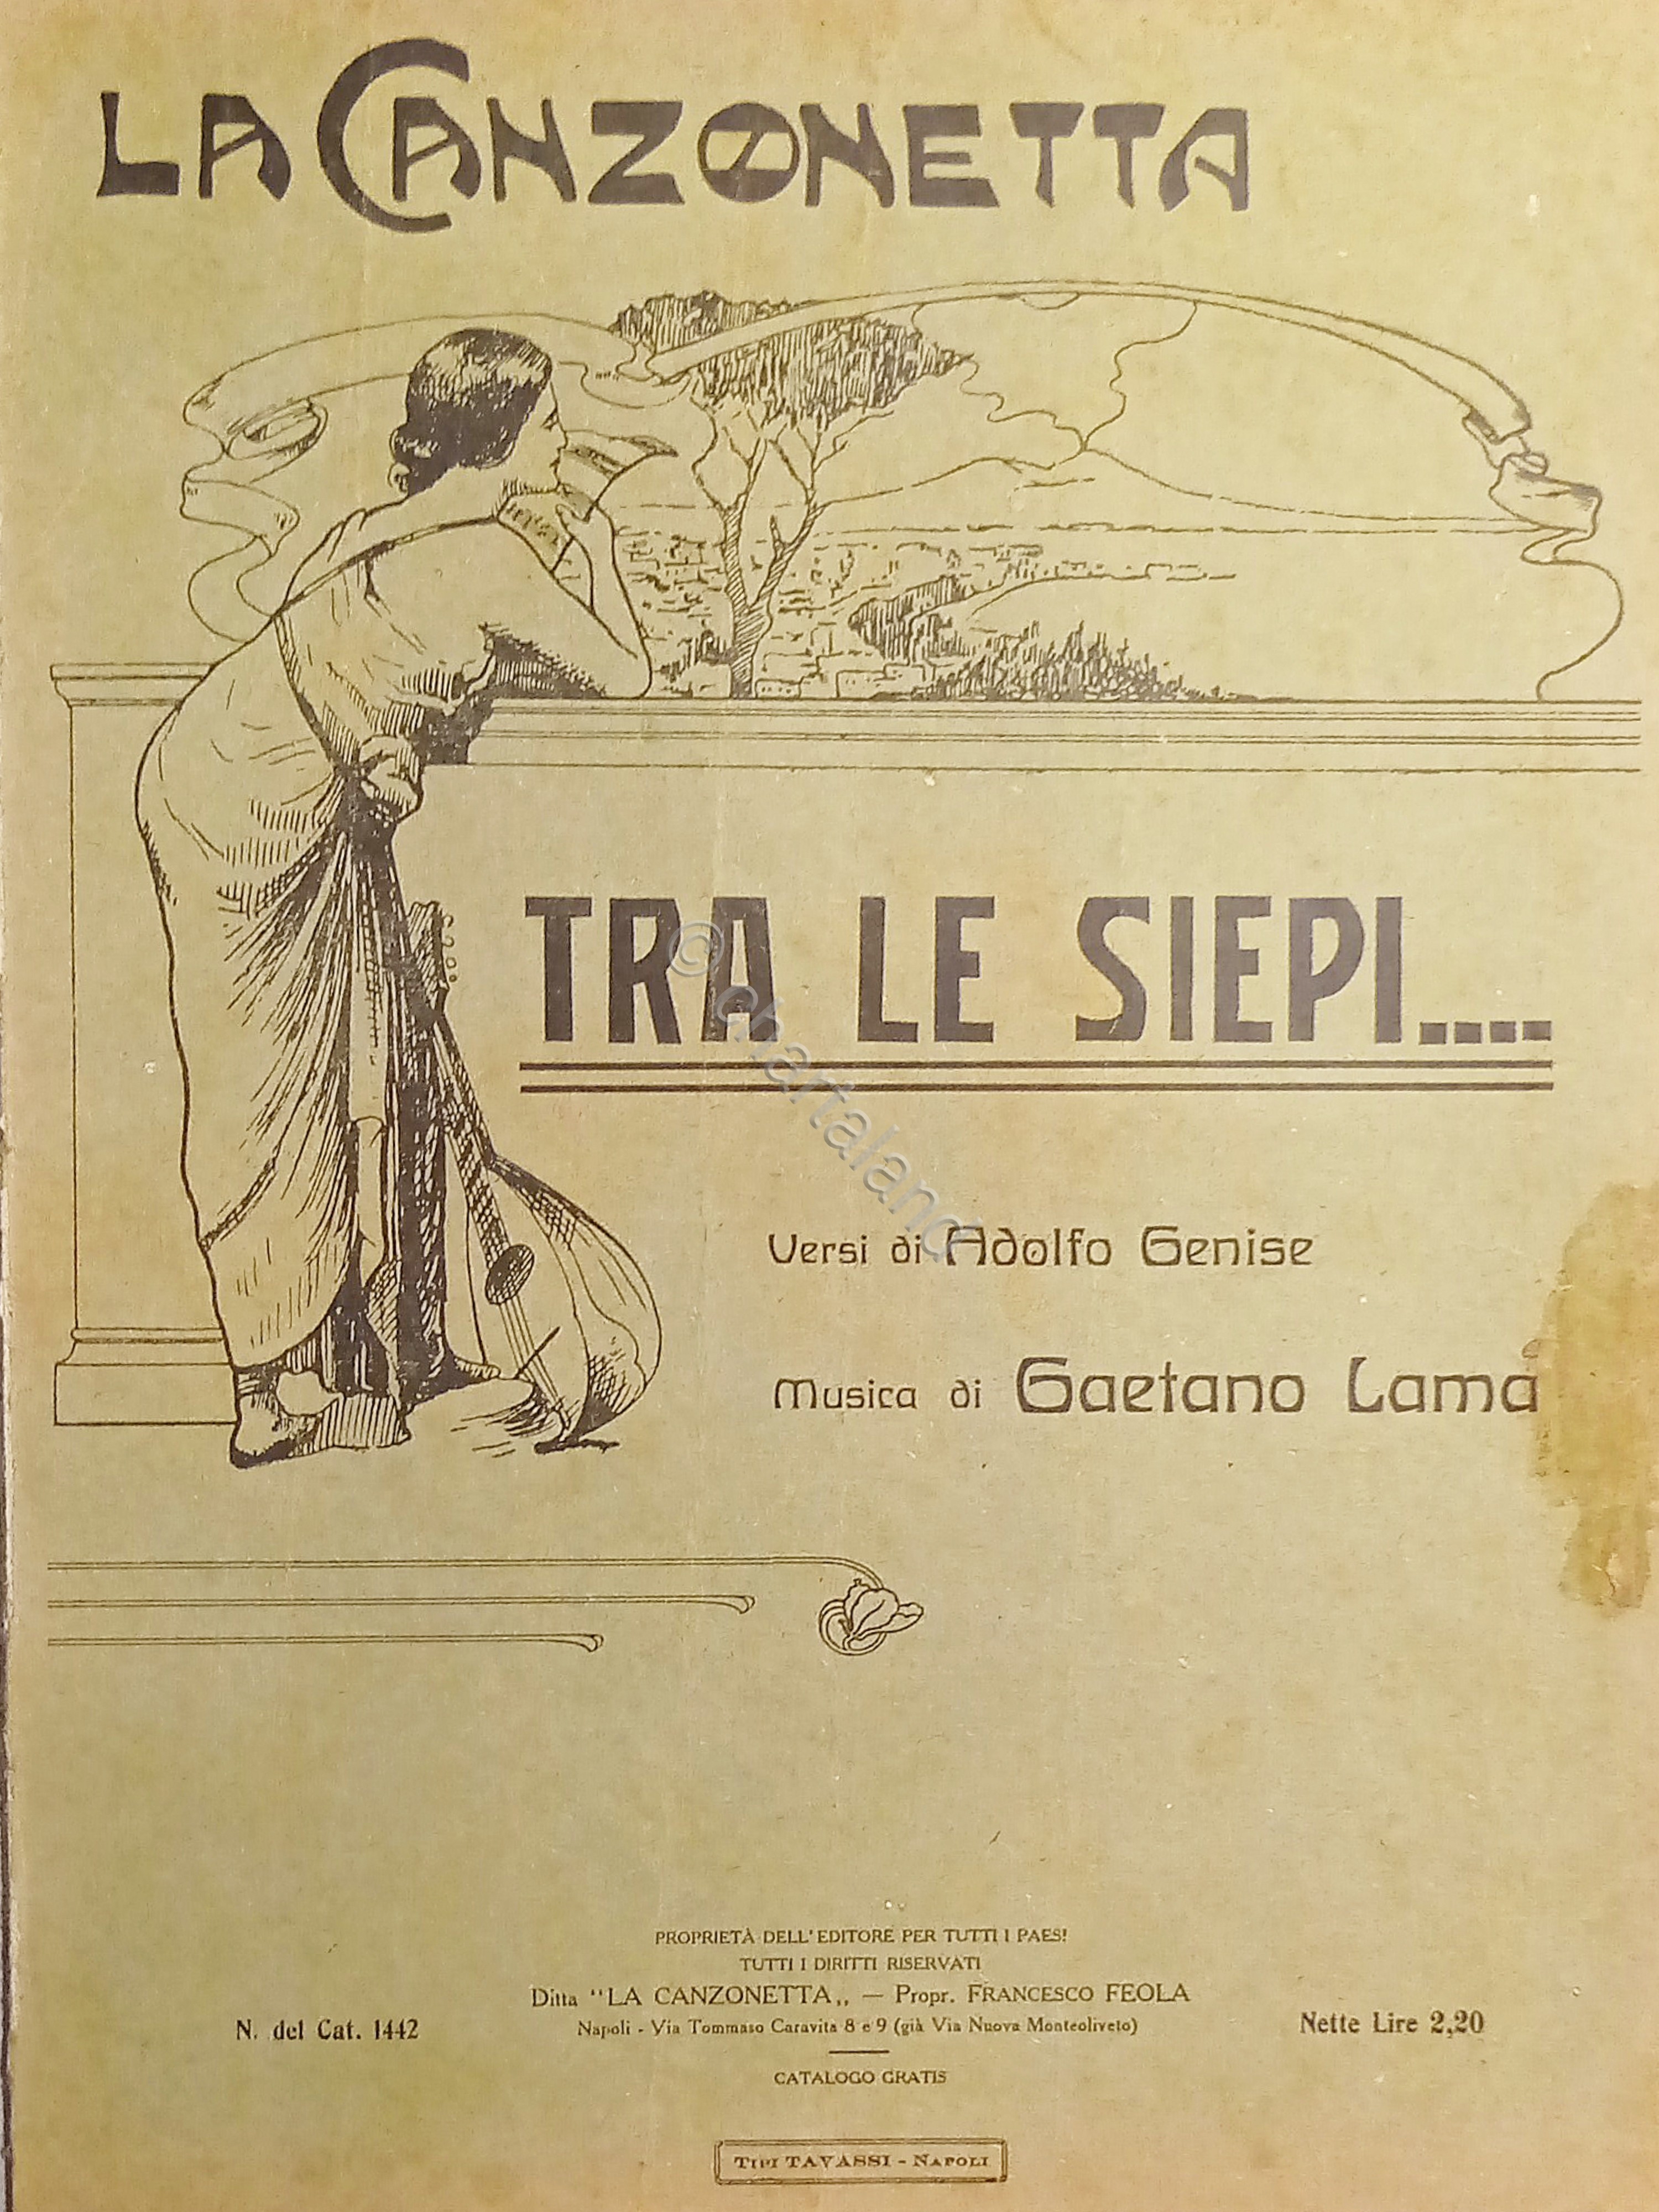 LA CANZONETTA
TRA LE SIEPI....
© chartaland
Versi di Adolfo Genise
Musica di Gaetano Lama
PROPRIETÀ DELL'EDITORE PER TUTTI I PAESI
TUTTI I DIRITTI RISERVATI
Ditta "LA CANZONETTA„ — Propr. FRANCESCO FEOLA
N. del Cat. 1442
Napoli - Via Tommaso Caravita 8 e 9 (già Via Nuova Monteoliveto)
Nette Lire 2,20
CATALOGO GRATIS
TIPI TAVASSI - NAPOLI